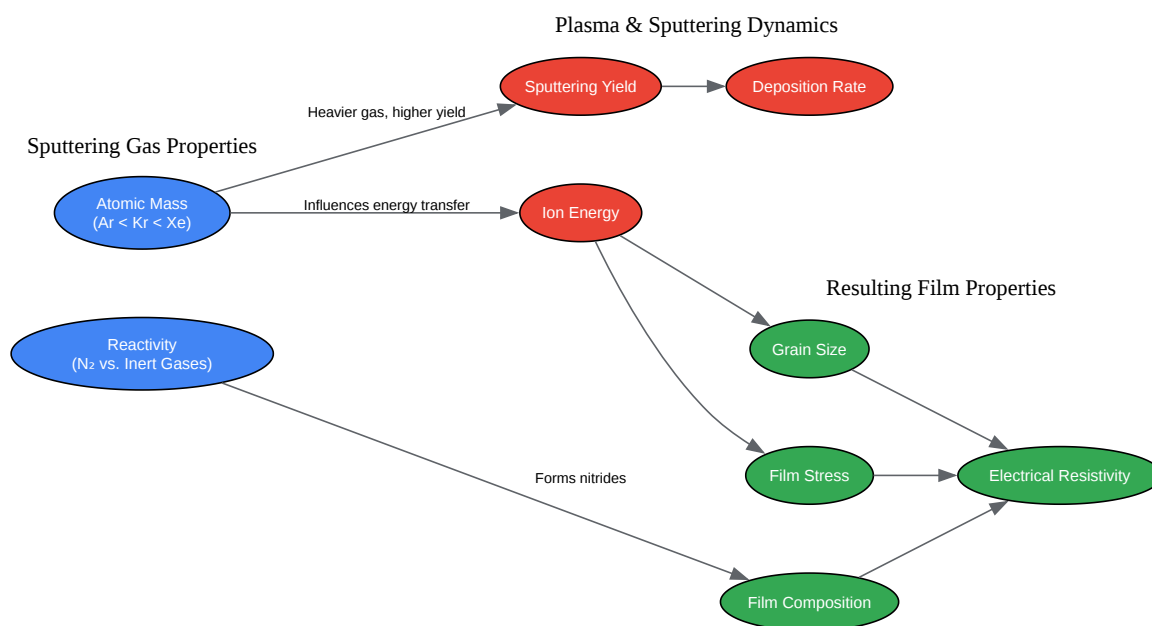 Plasma & Sputtering Dynamics
Sputtering Yield
Deposition Rate
Heavier gas, higher yield
Sputtering Gas Properties
Atomic Mass
(Ar < Kr < Xe)
Influences energy transfer
Ion Energy
Resulting Film Properties
Reactivity
(N₂ vs. Inert Gases)
Grain Size
Forms nitrides
Film Stress
Electrical Resistivity
Film Composition